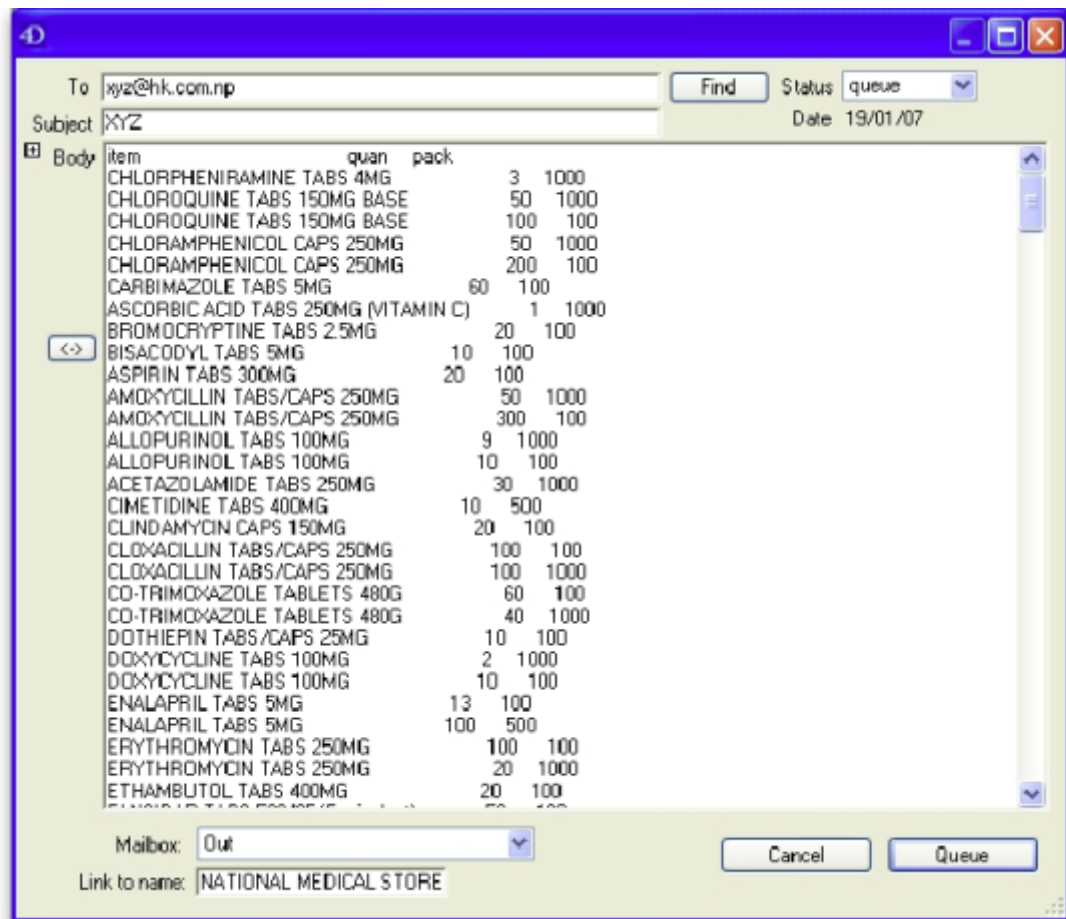 4D
To xyz@hk.com.np Find Status queue
Subject XYZ Date 19/01/07
Body item quan pack
CHLORPHENIRAMINE TABS 4MG 3 1000
CHLOROQUINE TABS 150MG BASE 50 1000
CHLOROQUINE TABS 150MG BASE 100 100
CHLORAMPHENICOL CAPS 250MG 50 1000
CHLORAMPHENICOL CAPS 250MG 200 100
CARBIMAZOLE TABS 5MG 60 100
ASCORBIC ACID TABS 250MG (VITAMIN C) 1 1000
BROMOCRYPTINE TABS 2.5MG 20 100
<-> BISACODYL TABS 5MG 10 100
ASPIRIN TABS 300MG 20 100
AMOXYCILLIN TABS/CAPS 250MG 50 1000
AMOXYCILLIN TABS/CAPS 250MG 300 100
ALLOPURINOL TABS 100MG 9 1000
ALLOPURINOL TABS 100MG 10 100
ACETAZOLAMIDE TABS 250MG 30 1000
CIMETIDINE TABS 400MG 10 500
CLINDAMYCIN CAPS 150MG 20 100
CLOXACILLIN TABS/CAPS 250MG 100 100
CLOXACILLIN TABS/CAPS 250MG 100 1000
CO-TRIMOXAZOLE TABLETS 480G 60 100
CO-TRIMOXAZOLE TABLETS 480G 40 1000
DOTHIEPIN TABS/CAPS 25MG 10 100
DOXYCYCLINE TABS 100MG 2 1000
DOXYCYCLINE TABS 100MG 10 100
ENALAPRIL TABS 5MG 13 100
ENALAPRIL TABS 5MG 100 500
ERYTHROMYCIN TABS 250MG 100 100
ERYTHROMYCIN TABS 250MG 20 1000
ETHAMBUTOL TABS 400MG 20 100
Mailbox: Out Cancel Queue
Link to name: NATIONAL MEDICAL STORE